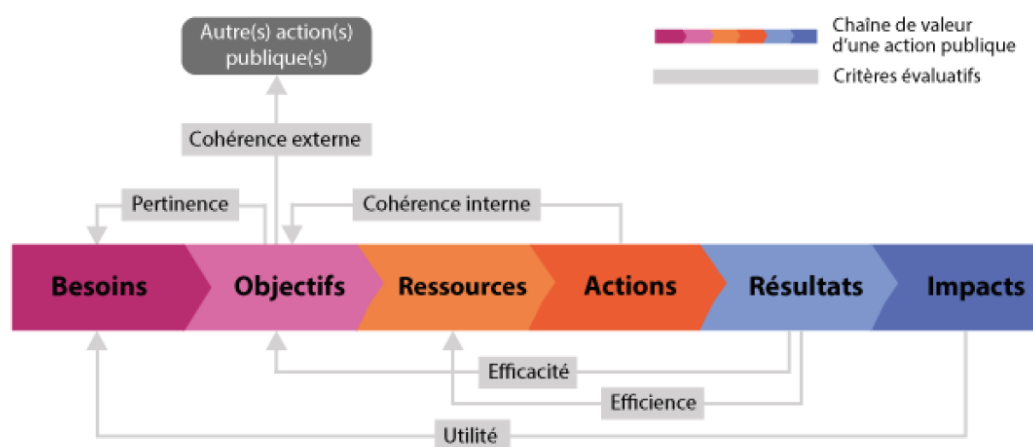 Autre(s) action(s)
publique(s)
Chaîne de valeur
d'une action publique
Critères évaluatifs
Cohérence externe
Pertinence
Cohérence interne
Besoins
Objectifs
Ressources
Actions
Résultats
Impacts
Efficacité
Efficience
Utilité